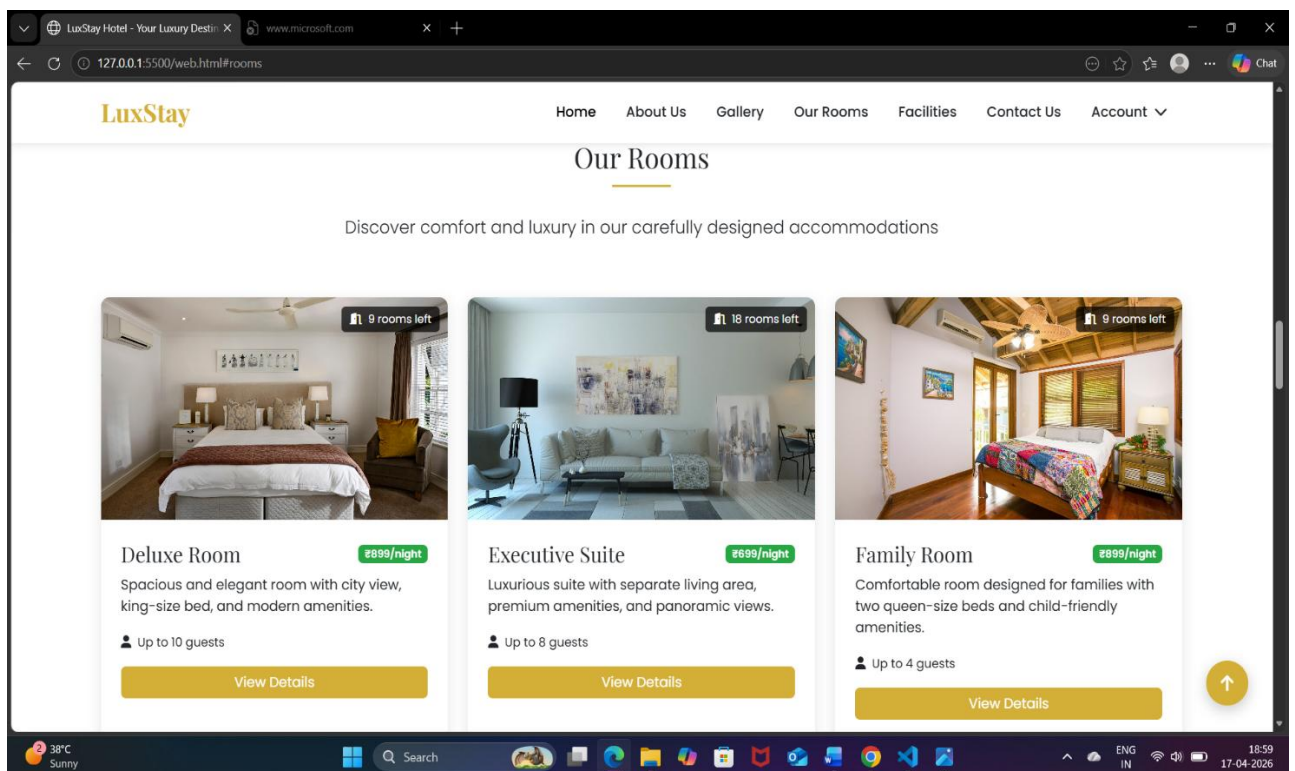 LuxStay Hotel - Your Luxury Destin
www.microsoft.com
127.0.0.1:5500/web.html#rooms
Chat
LuxStay
Home About Us Gallery Our Rooms Facilities Contact Us Account
Our Rooms
Discover comfort and luxury in our carefully designed accommodations
9 rooms left
18 rooms left
9 rooms left
Deluxe Room ₹899/night
Spacious and elegant room with city view,
king-size bed, and modern amenities.
Up to 10 guests
View Details
Executive Suite ₹699/night
Luxurious suite with separate living area,
premium amenities, and panoramic views.
Up to 8 guests
View Details
Family Room ₹899/night
Comfortable room designed for families with
two queen-size beds and child-friendly
amenities.
Up to 4 guests
View Details
2
38°C
Sunny
Search
ENG
IN
18:59
17-04-2026